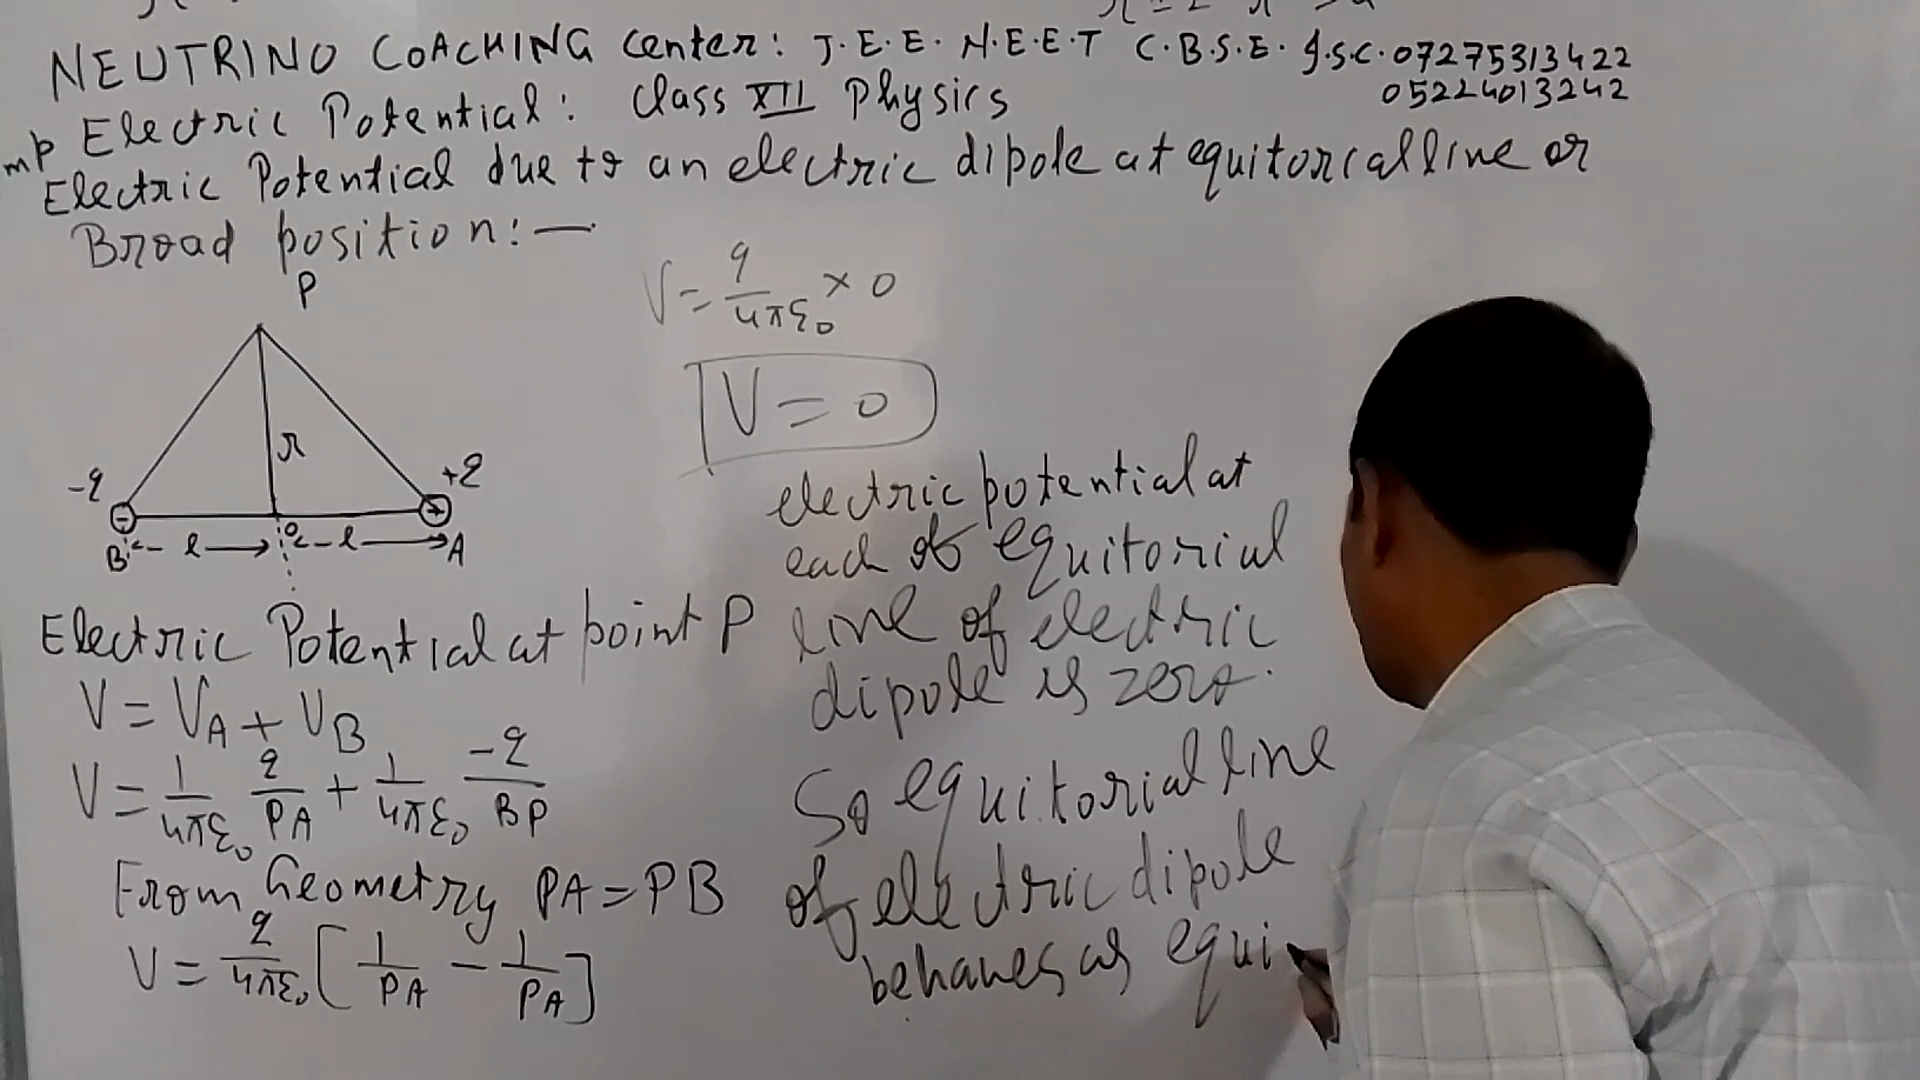 NEUTRINO COACHING Center: J.E.E. N.E.E.T C.B.S.E. I.S.C. 07275313422
05224013242
mp Electric Potential: Class XII Physics
Electric Potential due to an electric dipole at equitorial line or
Broad position:—
P
r
-q
+q
B l O l A
V = q/4πε0 × 0
V = 0
Electric Potential at point P
V = VA + VB
V = 1/4πε0 q/PA + 1/4πε0 -q/BP
From Geometry PA = PB
V = q/4πε0 [1/PA - 1/PA]
electric potential at
each of equitorial
line of electric
dipole is zero.
So equitorial line
of electric dipole
behaves as equi